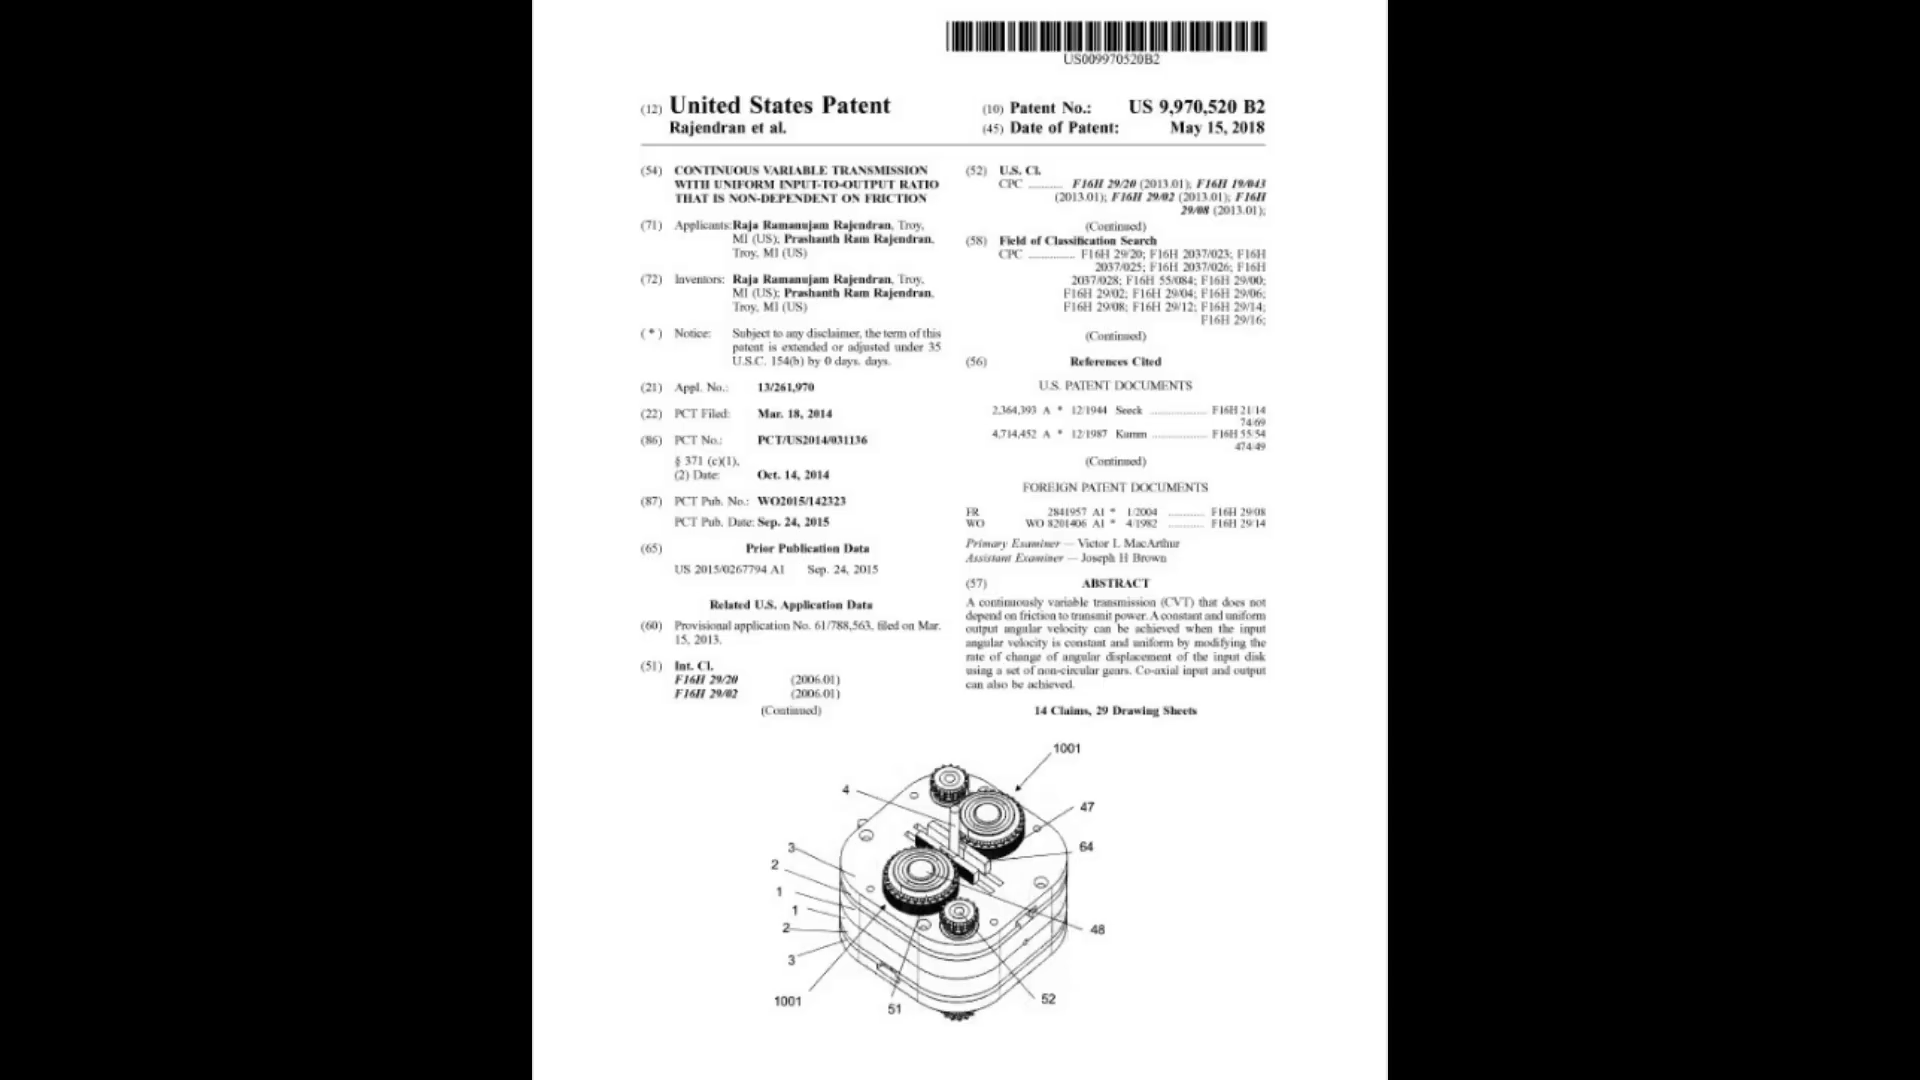 US009970520B2
(12) United States Patent
Rajendran et al.
(10) Patent No.: US 9,970,520 B2
(45) Date of Patent: May 15, 2018
(54) CONTINUOUS VARIABLE TRANSMISSION
WITH UNIFORM INPUT-TO-OUTPUT RATIO
THAT IS NON-DEPENDENT ON FRICTION
(71) Applicants: Raja Ramanujam Rajendran, Troy,
MI (US); Prashanth Ram Rajendran,
Troy, MI (US)
(72) Inventors: Raja Ramanujam Rajendran, Troy,
MI (US); Prashanth Ram Rajendran,
Troy, MI (US)
( * ) Notice: Subject to any disclaimer, the term of this
patent is extended or adjusted under 35
U.S.C. 154(b) by 0 days. days.
(21) Appl. No.: 13/261,970
(22) PCT Filed: Mar. 18, 2014
(86) PCT No.: PCT/US2014/031136
§ 371 (c)(1),
(2) Date: Oct. 14, 2014
(87) PCT Pub. No.: WO2015/142323
PCT Pub. Date: Sep. 24, 2015
(65) Prior Publication Data
US 2015/0267794 A1 Sep. 24, 2015
Related U.S. Application Data
(60) Provisional application No. 61/788,563, filed on Mar.
15, 2013.
(51) Int. Cl.
F16H 29/20 (2006.01)
F16H 29/02 (2006.01)
(Continued)
(52) U.S. Cl.
CPC ........... F16H 29/20 (2013.01); F16H 19/043
(2013.01); F16H 29/02 (2013.01); F16H
29/08 (2013.01);
(Continued)
(58) Field of Classification Search
CPC ............... F16H 29/20; F16H 2037/023; F16H
2037/025; F16H 2037/026; F16H
2037/028; F16H 55/084; F16H 29/00;
F16H 29/02; F16H 29/04; F16H 29/06;
F16H 29/08; F16H 29/12; F16H 29/14;
F16H 29/16;
(Continued)
(56) References Cited
U.S. PATENT DOCUMENTS
2,364,393 A * 12/1944 Seeck .................. F16H 21/14
74/69
4,714,452 A * 12/1987 Kumm ................. F16H 55/54
474/49
(Continued)
FOREIGN PATENT DOCUMENTS
FR 2841957 A1 * 1/2004 ............ F16H 29/08
WO WO 8201406 A1 * 4/1982 ............ F16H 29/14
Primary Examiner — Victor L MacArthur
Assistant Examiner — Joseph H Brown
(57) ABSTRACT
A continuously variable transmission (CVT) that does not
depend on friction to transmit power. A constant and uniform
output angular velocity can be achieved when the input
angular velocity is constant and uniform by modifying the
rate of change of angular displacement of the input disk
using a set of non-circular gears. Co-axial input and output
can also be achieved.
14 Claims, 29 Drawing Sheets
1001
4
47
3
64
2
1
1
2
48
3
1001
51
52